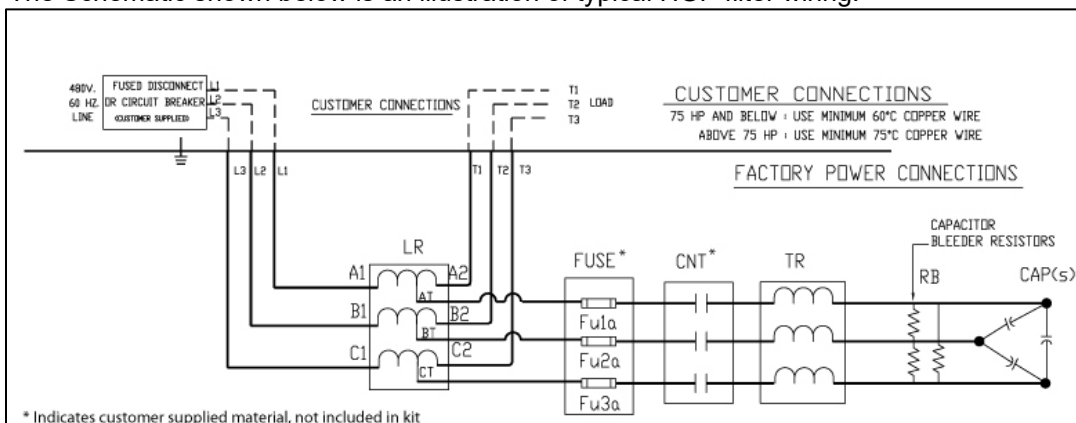 The Schematic shown below is an illustration of typical HGP filter wiring.
480V.
60 HZ.
LINE
FUSED DISCONNECT
OR CIRCUIT BREAKER
(CUSTOMER SUPPLIED)
L1
L2
L3
CUSTOMER CONNECTIONS
T1
T2 LOAD
T3
CUSTOMER CONNECTIONS
75 HP AND BELOW : USE MINIMUM 60°C COPPER WIRE
ABOVE 75 HP : USE MINIMUM 75°C COPPER WIRE
L3 L2 L1
T1 T2 T3
FACTORY POWER CONNECTIONS
CAPACITOR
BLEEDER RESISTORS
LR
FUSE*
CNT*
TR
RB
CAP(s)
A1 A2
AT
B1 B2
BT
C1 C2
CT
Fu1a
Fu2a
Fu3a
* Indicates customer supplied material, not included in kit